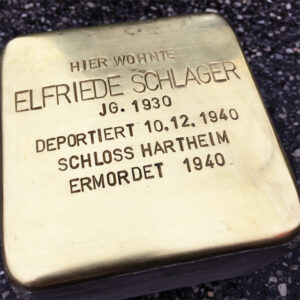 HIER WOHNTE
ELFRIEDE SCHLAGER
JG. 1930
DEPORTIERT 10.12.1940
SCHLOSS HARTHEIM
ERMORDET 1940